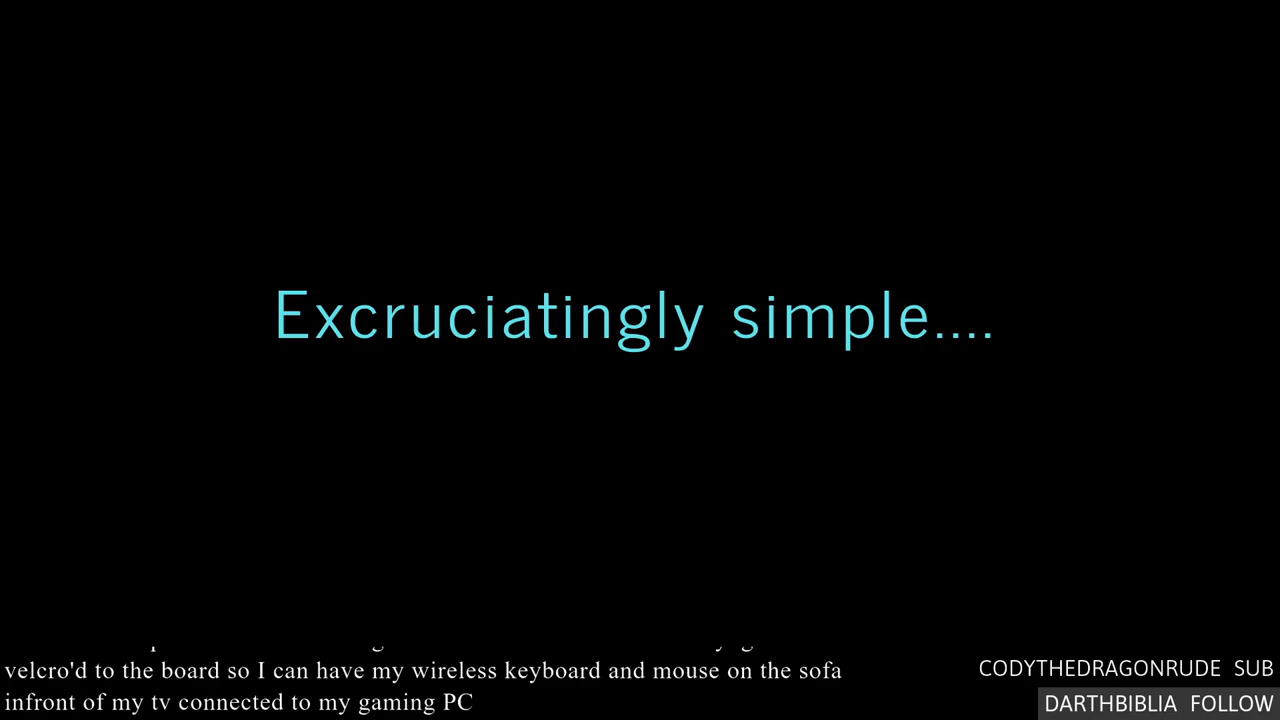 Excruciatingly simple....
velcro'd to the board so I can have my wireless keyboard and mouse on the sofa
infront of my tv connected to my gaming PC
CODYTHEDRAGONRUDE SUB
DARTHBIBLIA FOLLOW